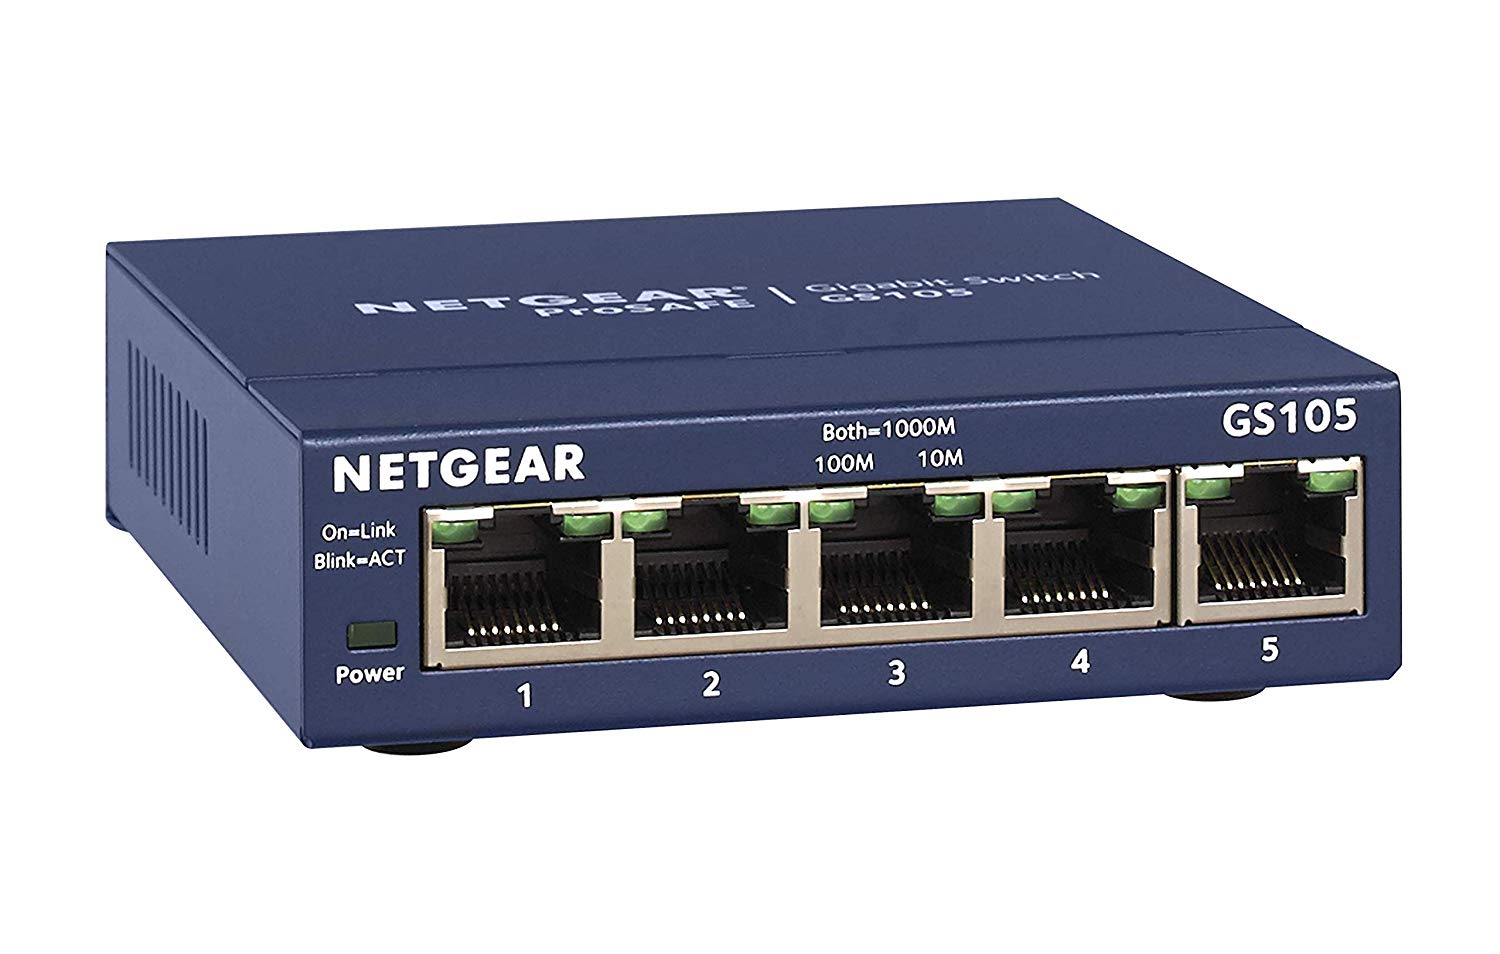 NETGEAR® | Gigabit Switch
ProSAFE GS105
NETGEAR
Both=1000M
100M 10M
GS105
On=Link
Blink=ACT
Power
1 2 3 4 5